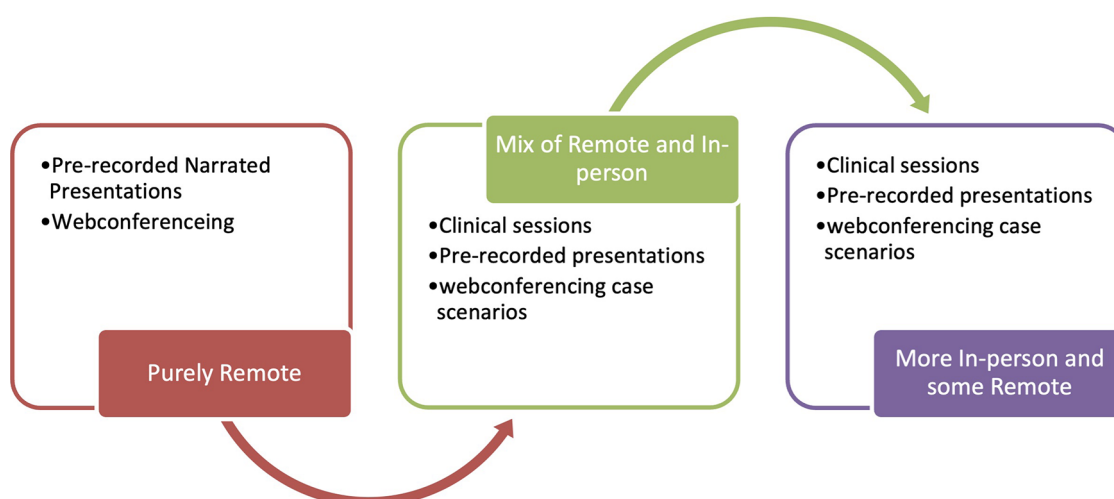 •Pre-recorded Narrated
Presentations
•Webconferenceing
Purely Remote
Mix of Remote and In-
person
•Clinical sessions
•Pre-recorded presentations
•webconferencing case
scenarios
•Clinical sessions
•Pre-recorded presentations
•webconferencing case
scenarios
More In-person and
some Remote